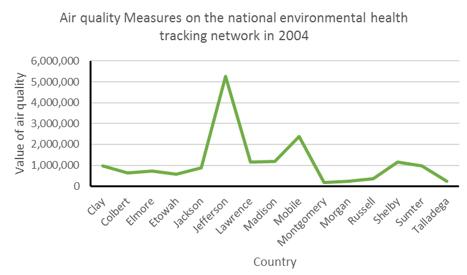 Air quality Measures on the national environmental health
tracking network in 2004
Value of air quality
6,000,000
5,000,000
4,000,000
3,000,000
2,000,000
1,000,000
0
Clay
Colbert
Elmore
Etowah
Jackson
Jefferson
Lawrence
Madison
Mobile
Montgomery
Morgan
Russell
Shelby
Sumter
Talladega
Country